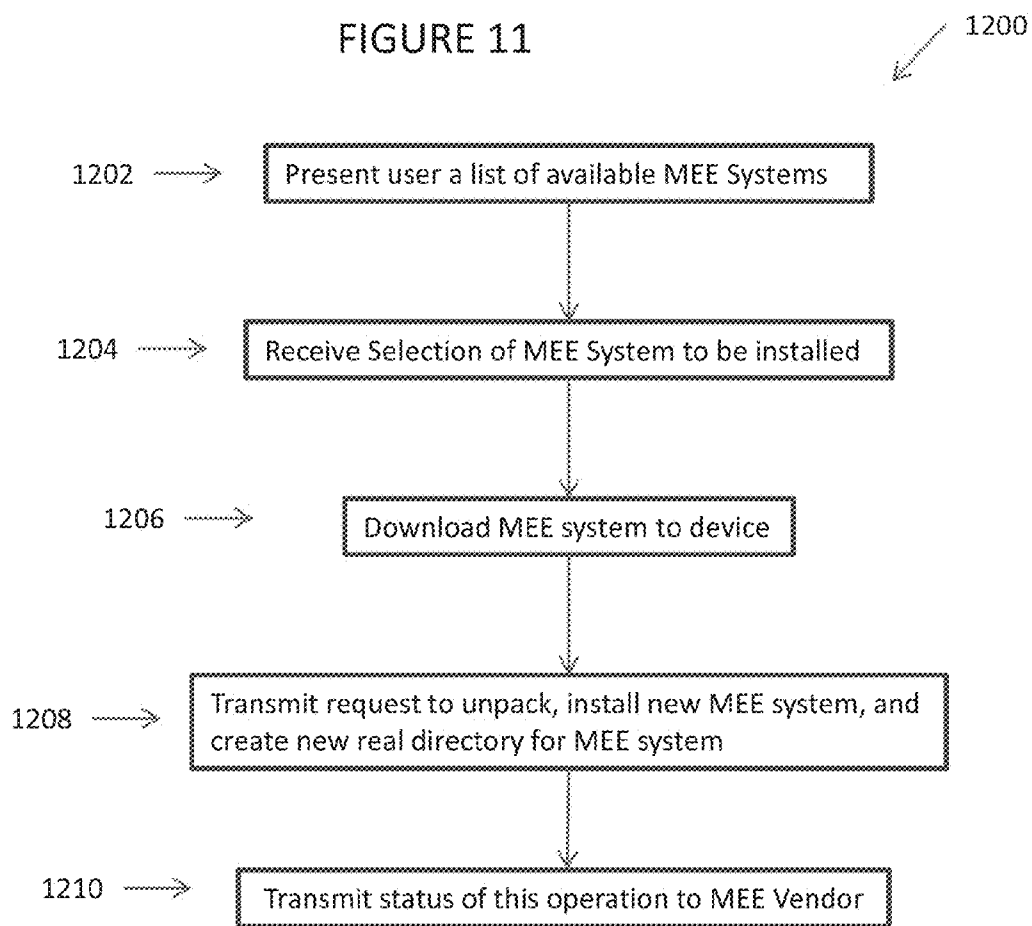 FIGURE 11
1200
1202
Present user a list of available MEE Systems
1204
Receive Selection of MEE System to be installed
1206
Download MEE system to device
1208
Transmit request to unpack, install new MEE system, and
create new real directory for MEE system
1210
Transmit status of this operation to MEE Vendor